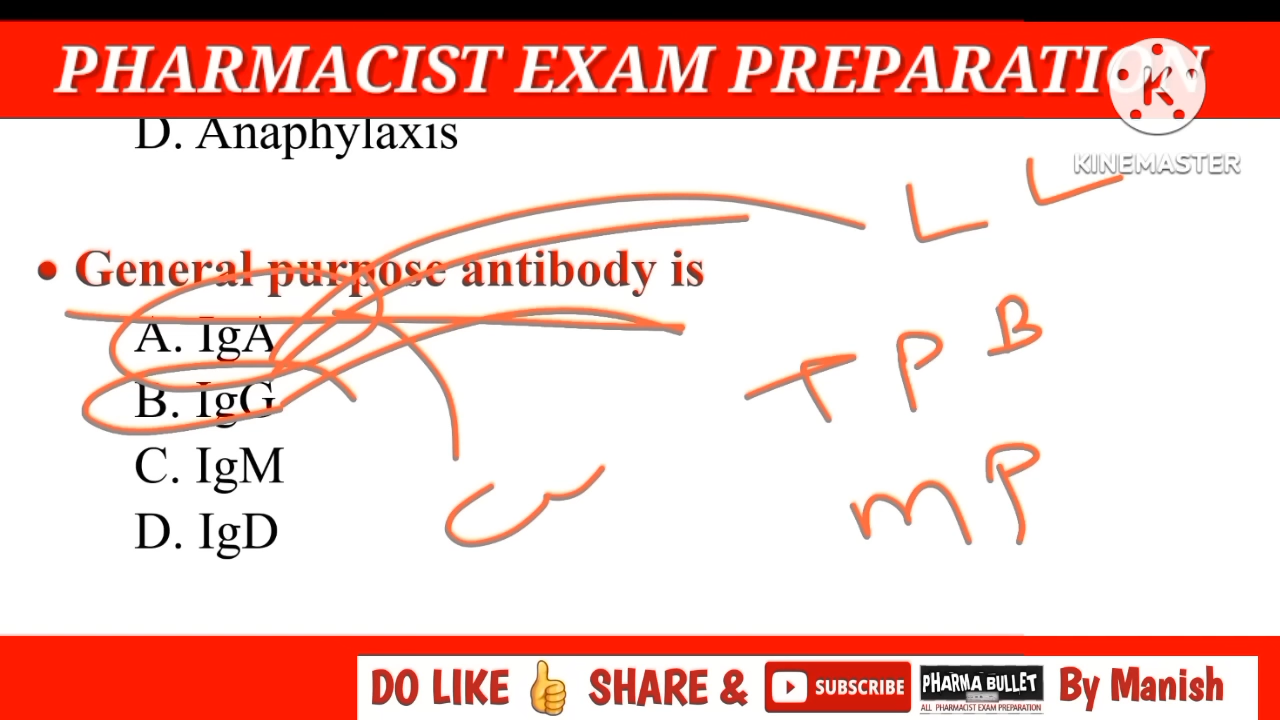 PHARMACIST EXAM PREPARATION
K
KINEMASTER
D. Anaphylaxis
L L
• General purpose antibody is
A. IgA
B. IgG
C. IgM
D. IgD
T P B
M P
DO LIKE SHARE & SUBSCRIBE PHARMA BULLET By Manish
ALL PHARMACIST EXAM PREPARATION